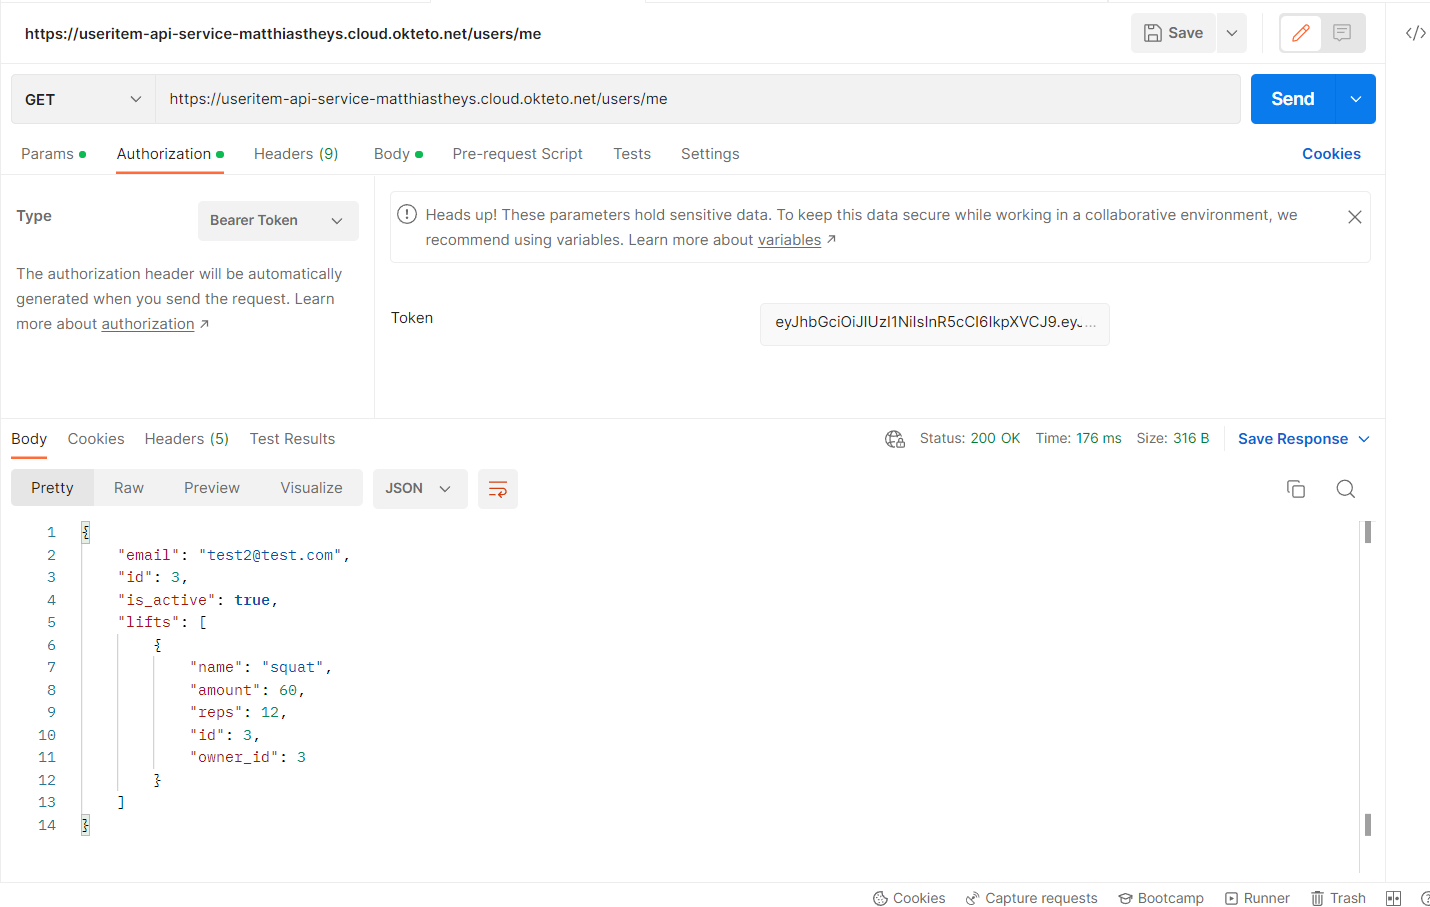 https://useritem-api-service-matthiastheys.cloud.okteto.net/users/me
Save
GET
https://useritem-api-service-matthiastheys.cloud.okteto.net/users/me
Send
Params Authorization Headers (9) Body Pre-request Script Tests Settings Cookies
Type
Bearer Token
The authorization header will be automatically
generated when you send the request. Learn
more about authorization ↗
Heads up! These parameters hold sensitive data. To keep this data secure while working in a collaborative environment, we
recommend using variables. Learn more about variables ↗
Token
eyJhbGciOiJIUzI1NiIsInR5cCI6IkpXVCJ9.eyJ...
Body Cookies Headers (5) Test Results
Status: 200 OK Time: 176 ms Size: 316 B Save Response
Pretty Raw Preview Visualize JSON
1 {
2 "email": "test2@test.com",
3 "id": 3,
4 "is_active": true,
5 "lifts": [
6 {
7 "name": "squat",
8 "amount": 60,
9 "reps": 12,
10 "id": 3,
11 "owner_id": 3
12 }
13 ]
14 }
Cookies Capture requests Bootcamp Runner Trash